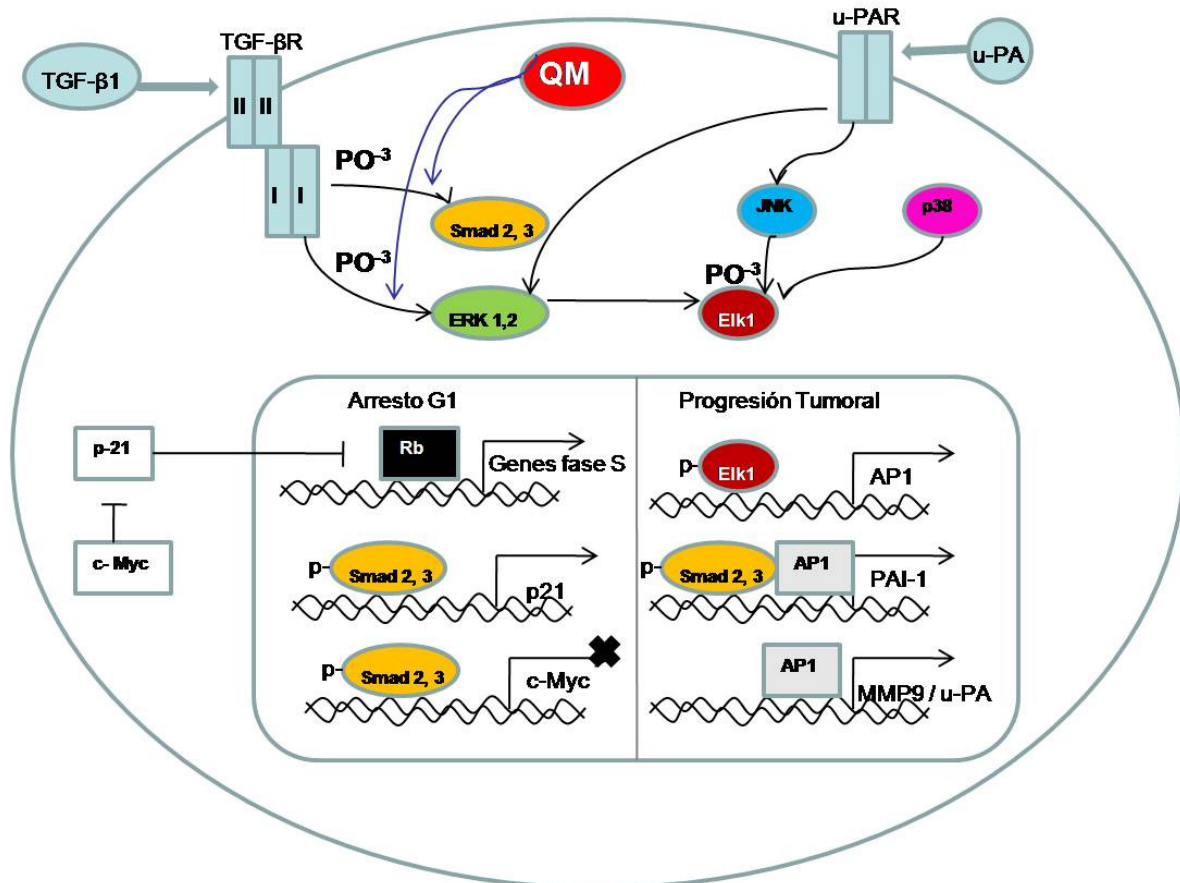 u-PAR
TGF-βR
TGF-β1
u-PA
QM
II II
PO-3
I I
JNK
p38
Smad 2, 3
PO-3
PO-3
ERK 1,2
Elk1
Arresto G1
Progresión Tumoral
p-21
Rb
Genes fase S
p- Elk1
AP1
c- Myc
p- Smad 2, 3
p21
p- Smad 2, 3
AP1
PAI-1
p- Smad 2, 3
c-Myc
AP1
MMP9 / u-PA